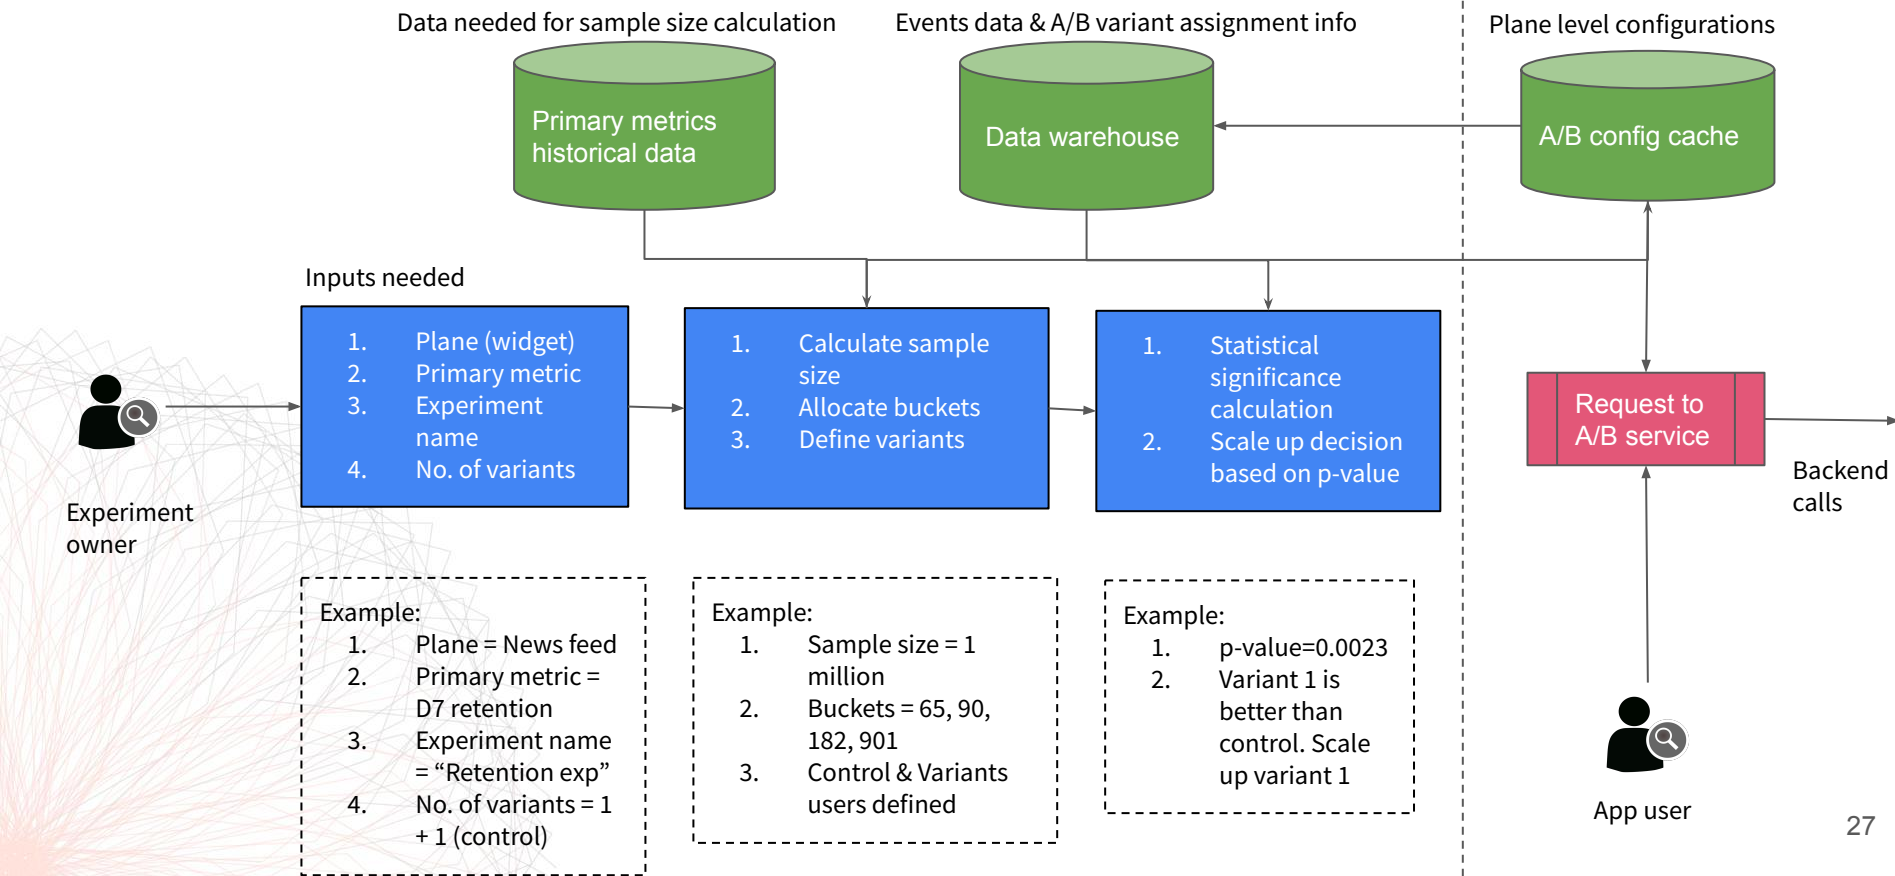 Data needed for sample size calculation
Events data & A/B variant assignment info
Plane level configurations
Primary metrics
historical data
Data warehouse
A/B config cache
Inputs needed
1. Plane (widget)
2. Primary metric
3. Experiment
name
4. No. of variants
1. Calculate sample
size
2. Allocate buckets
3. Define variants
1. Statistical
significance
calculation
2. Scale up decision
based on p-value
Request to
A/B service
Backend
calls
Experiment
owner
Example:
1. Plane = News feed
2. Primary metric =
D7 retention
3. Experiment name
= “Retention exp”
4. No. of variants = 1
+ 1 (control)
Example:
1. Sample size = 1
million
2. Buckets = 65, 90,
182, 901
3. Control & Variants
users defined
Example:
1. p-value=0.0023
2. Variant 1 is
better than
control. Scale
up variant 1
App user
27